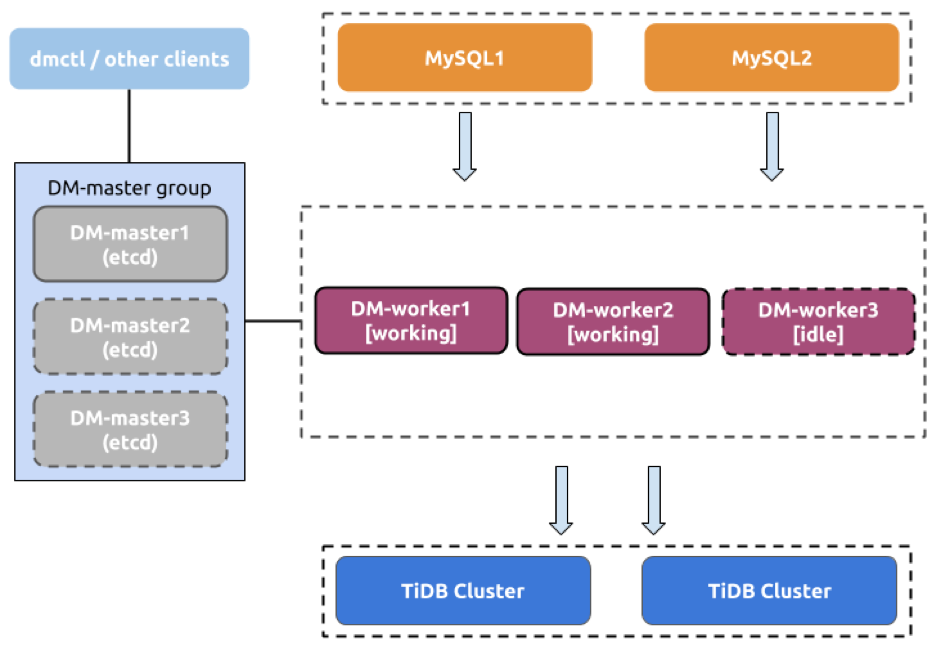 dmctl / other clients
MySQL1
MySQL2
DM-master group
DM-master1
(etcd)
DM-master2
(etcd)
DM-master3
(etcd)
DM-worker1
[working]
DM-worker2
[working]
DM-worker3
[idle]
TiDB Cluster
TiDB Cluster